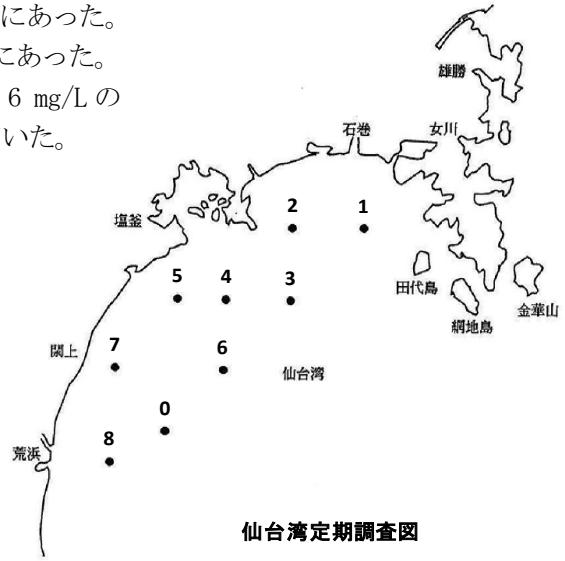 にあった。
にあった。
6 mg/L の
いた。
雄勝
石巻
女川
2
1
塩釜
5
4
3
田代島
金華山
網地島
閖上
7
6
仙台湾
0
荒浜
8
仙台湾定期調査図